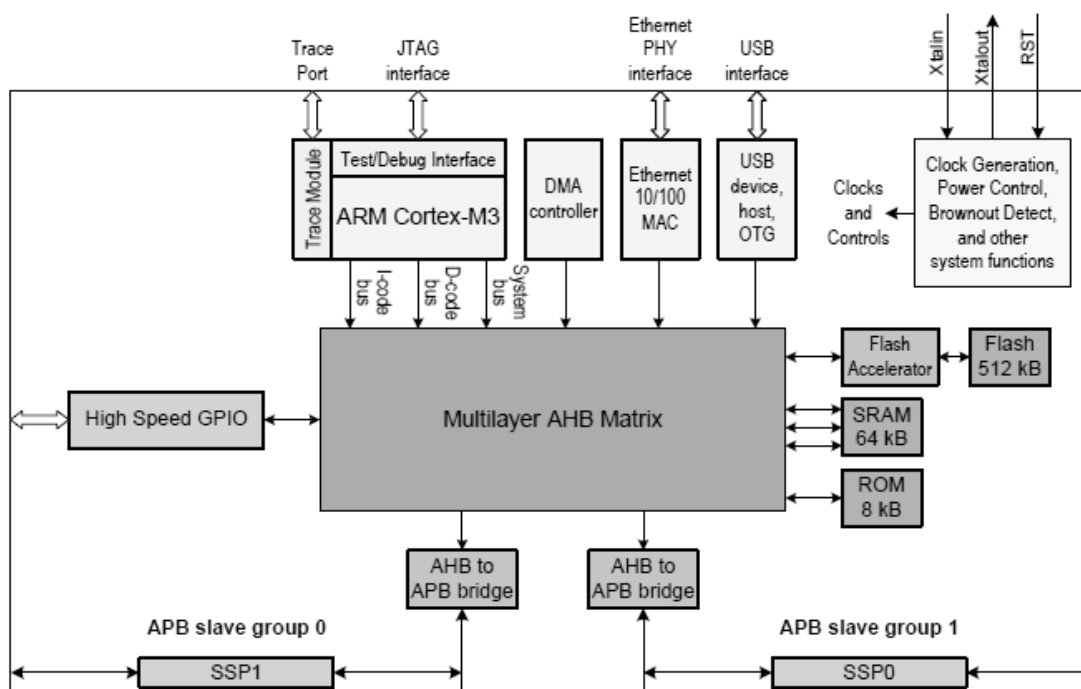 Trace
Port
JTAG
interface
Ethernet
PHY
interface
USB
interface
Xtalin
Xtalout
RST
Trace Module
Test/Debug Interface
ARM Cortex-M3
DMA
controller
Ethernet
10/100
MAC
USB
device,
host,
OTG
Clocks
and
Controls
Clock Generation,
Power Control,
Brownout Detect,
and other
system functions
I-code
bus
D-code
bus
System
bus
High Speed GPIO
Multilayer AHB Matrix
Flash
Accelerator
Flash
512 kB
SRAM
64 kB
ROM
8 kB
AHB to
APB bridge
AHB to
APB bridge
APB slave group 0
APB slave group 1
SSP1
SSP0